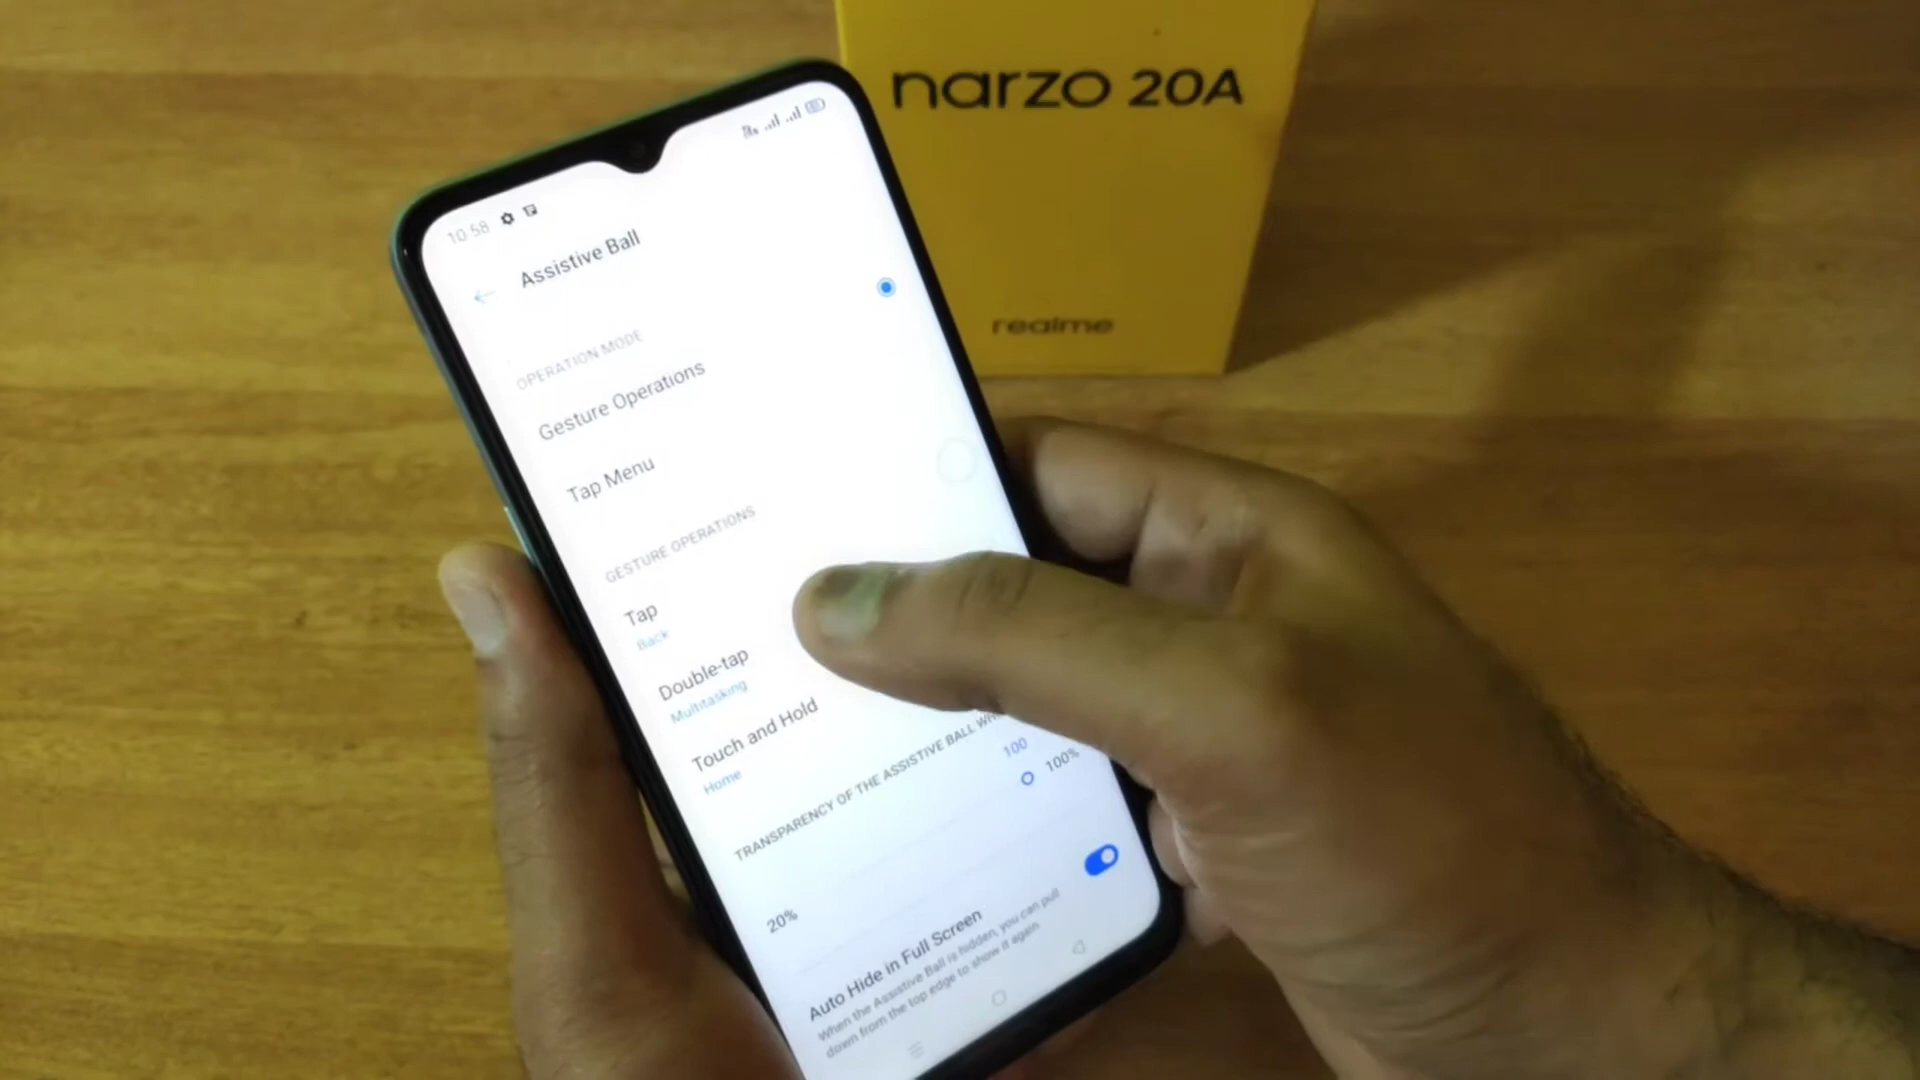 narzo 20A
realme
10:58
Assistive Ball
OPERATION MODE
Gesture Operations
Tap Menu
GESTURE OPERATIONS
Tap
Back
Double-tap
Multitasking
Touch and Hold
Home
TRANSPARENCY OF THE ASSISTIVE BALL
100
20%
100%
Auto Hide in Full Screen
When the Assistive Ball is hidden, you can pull
down from the top edge to show it again